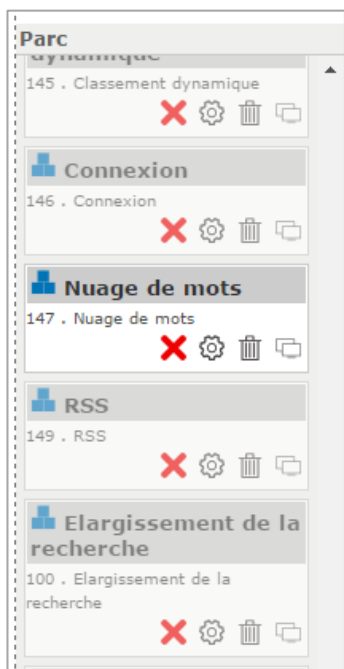 Parc
dynamique
145 . Classement dynamique
Connexion
146 . Connexion
Nuage de mots
147 . Nuage de mots
RSS
149 . RSS
Elargissement de la
recherche
100 . Elargissement de la
recherche